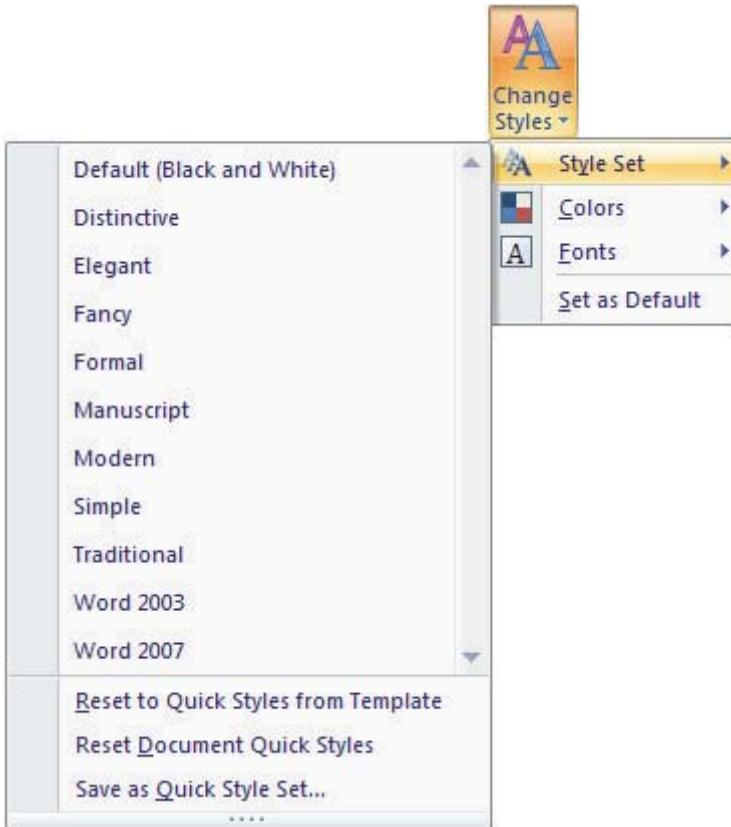 Change
Styles
Style Set
Colors
Fonts
Set as Default
Default (Black and White)
Distinctive
Elegant
Fancy
Formal
Manuscript
Modern
Simple
Traditional
Word 2003
Word 2007
Reset to Quick Styles from Template
Reset Document Quick Styles
Save as Quick Style Set...